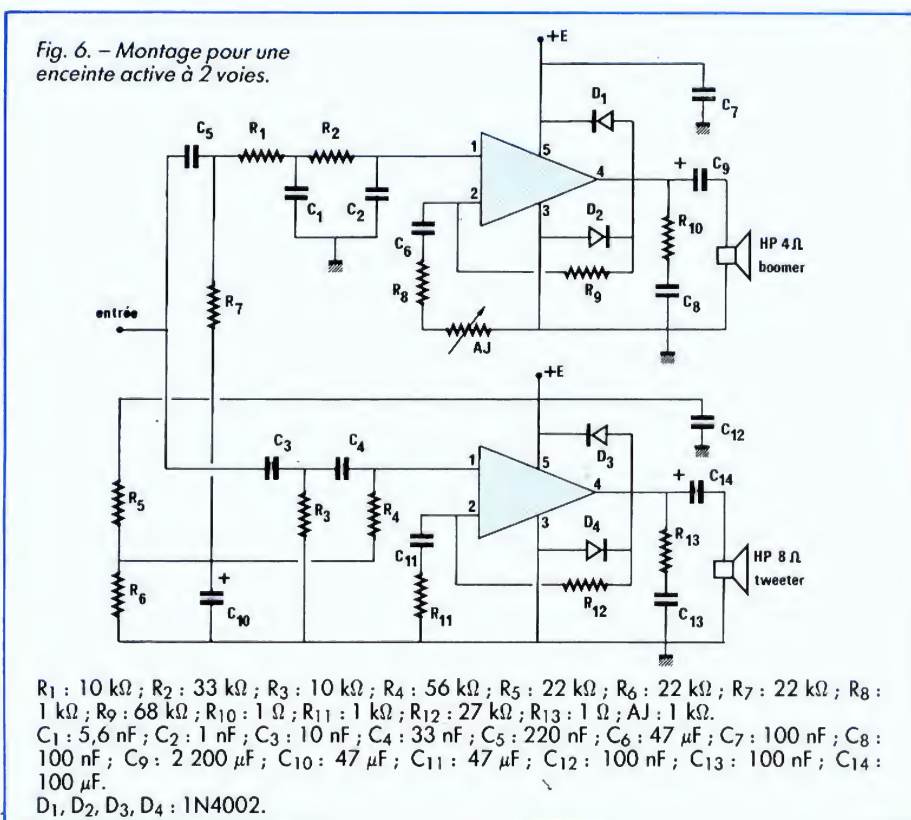 Fig. 6. – Montage pour une
enceinte active à 2 voies.
+E
D1
C7
C5
R1
R2
1
5
4
+
C9
C1
C2
2
3
D2
R10
HP 4 Ω
boomer
C6
R8
R9
C8
R7
entrée
AJ
+E
C12
C3
C4
D3
1
5
4
+
C14
R5
R3
R4
2
3
D4
R13
HP 8 Ω
tweeter
C11
R12
R6
+
C10
R11
C13
R1 : 10 kΩ ; R2 : 33 kΩ ; R3 : 10 kΩ ; R4 : 56 kΩ ; R5 : 22 kΩ ; R6 : 22 kΩ ; R7 : 22 kΩ ; R8 :
1 kΩ ; R9 : 68 kΩ ; R10 : 1 Ω ; R11 : 1 kΩ ; R12 : 27 kΩ ; R13 : 1 Ω ; AJ : 1 kΩ.
C1 : 5,6 nF ; C2 : 1 nF ; C3 : 10 nF ; C4 : 33 nF ; C5 : 220 nF ; C6 : 47 µF ; C7 : 100 nF ; C8 :
100 nF ; C9 : 2 200 µF ; C10 : 47 µF ; C11 : 47 µF ; C12 : 100 nF ; C13 : 100 nF ; C14 :
100 µF.
D1, D2, D3, D4 : 1N4002.